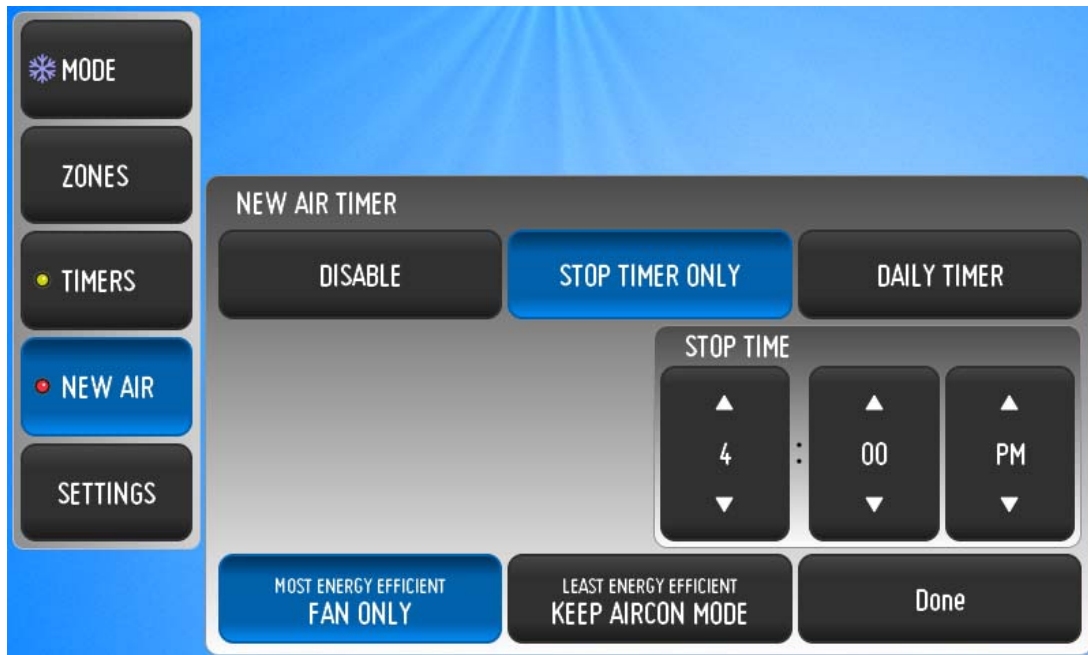 MODE
ZONES
TIMERS
NEW AIR
SETTINGS
NEW AIR TIMER
DISABLE
STOP TIMER ONLY
DAILY TIMER
STOP TIME
4 : 00 PM
MOST ENERGY EFFICIENT
FAN ONLY
LEAST ENERGY EFFICIENT
KEEP AIRCON MODE
Done